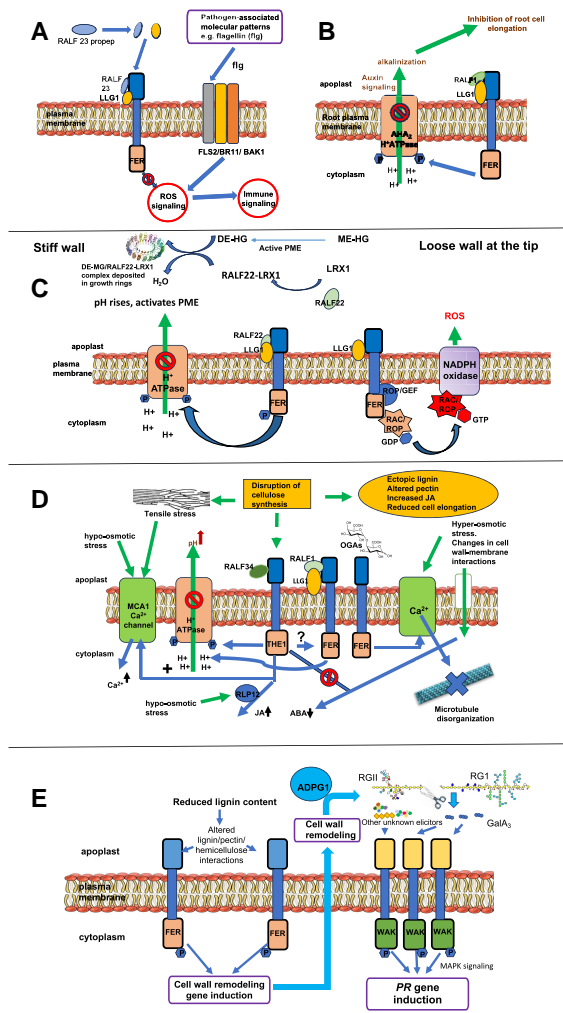 A
RALF 23 propep
Pathogen-associated
molecular patterns
e.g. flagellin (flg)
flg
RALF
23
LLG1
plasma
membrane
FER
FLS2/BR11/ BAK1
ROS
signaling
Immune
signaling
B
Inhibition of root cell
elongation
alkalinization
Auxin
signaling
apoplast
RALF1
LLG1
Root plasma
membrane
AHA2
H+ATPase
P
P
P
FER
cytoplasm
H+
H+
H+
H+
Stiff wall
DE-HG
ME-HG
Active PME
Loose wall at the tip
DE-MG/RALF22-LRX1
complex deposited
in growth rings
H2O
RALF22-LRX1
LRX1
RALF22
C
pH rises, activates PME
ROS
apoplast
plasma
membrane
RALF22
LLG1
LLG1
H+
ATPase
NADPH
oxidase
P
P
P
FER
FER
ROP/GEF
RAC/
ROP
RAC/
ROP
GDP
GTP
H+
H+
H+
H+
H+
cytoplasm
D
Disruption of
cellulose
synthesis
Ectopic lignin
Altered pectin
Increased JA
Reduced cell elongation
Tensile stress
hypo-osmotic
stress
pH
OGAs
Hyper-osmotic
stress.
Changes in cell
wall-membrane
interactions
RALF34
RALF1
LLG1
apoplast
MCA1
Ca2+
channel
H+
ATPase
Ca2+
P
P
THE1
?
FER
FER
cytoplasm
H+
H+
H+
H+
+
Ca2+
RLP12
hypo-osmotic
stress
JA
ABA
Microtubule
disorganization
E
ADPG1
RGII
RG1
Reduced lignin content
Cell wall
remodeling
Other unknown elicitors
GalA3
Altered
lignin/pectin/
hemicellulose
interactions
apoplast
plasma
membrane
cytoplasm
FER
FER
P
P
WAK
WAK
WAK
P
P
P
MAPK signaling
Cell wall remodeling
gene induction
PR gene
induction